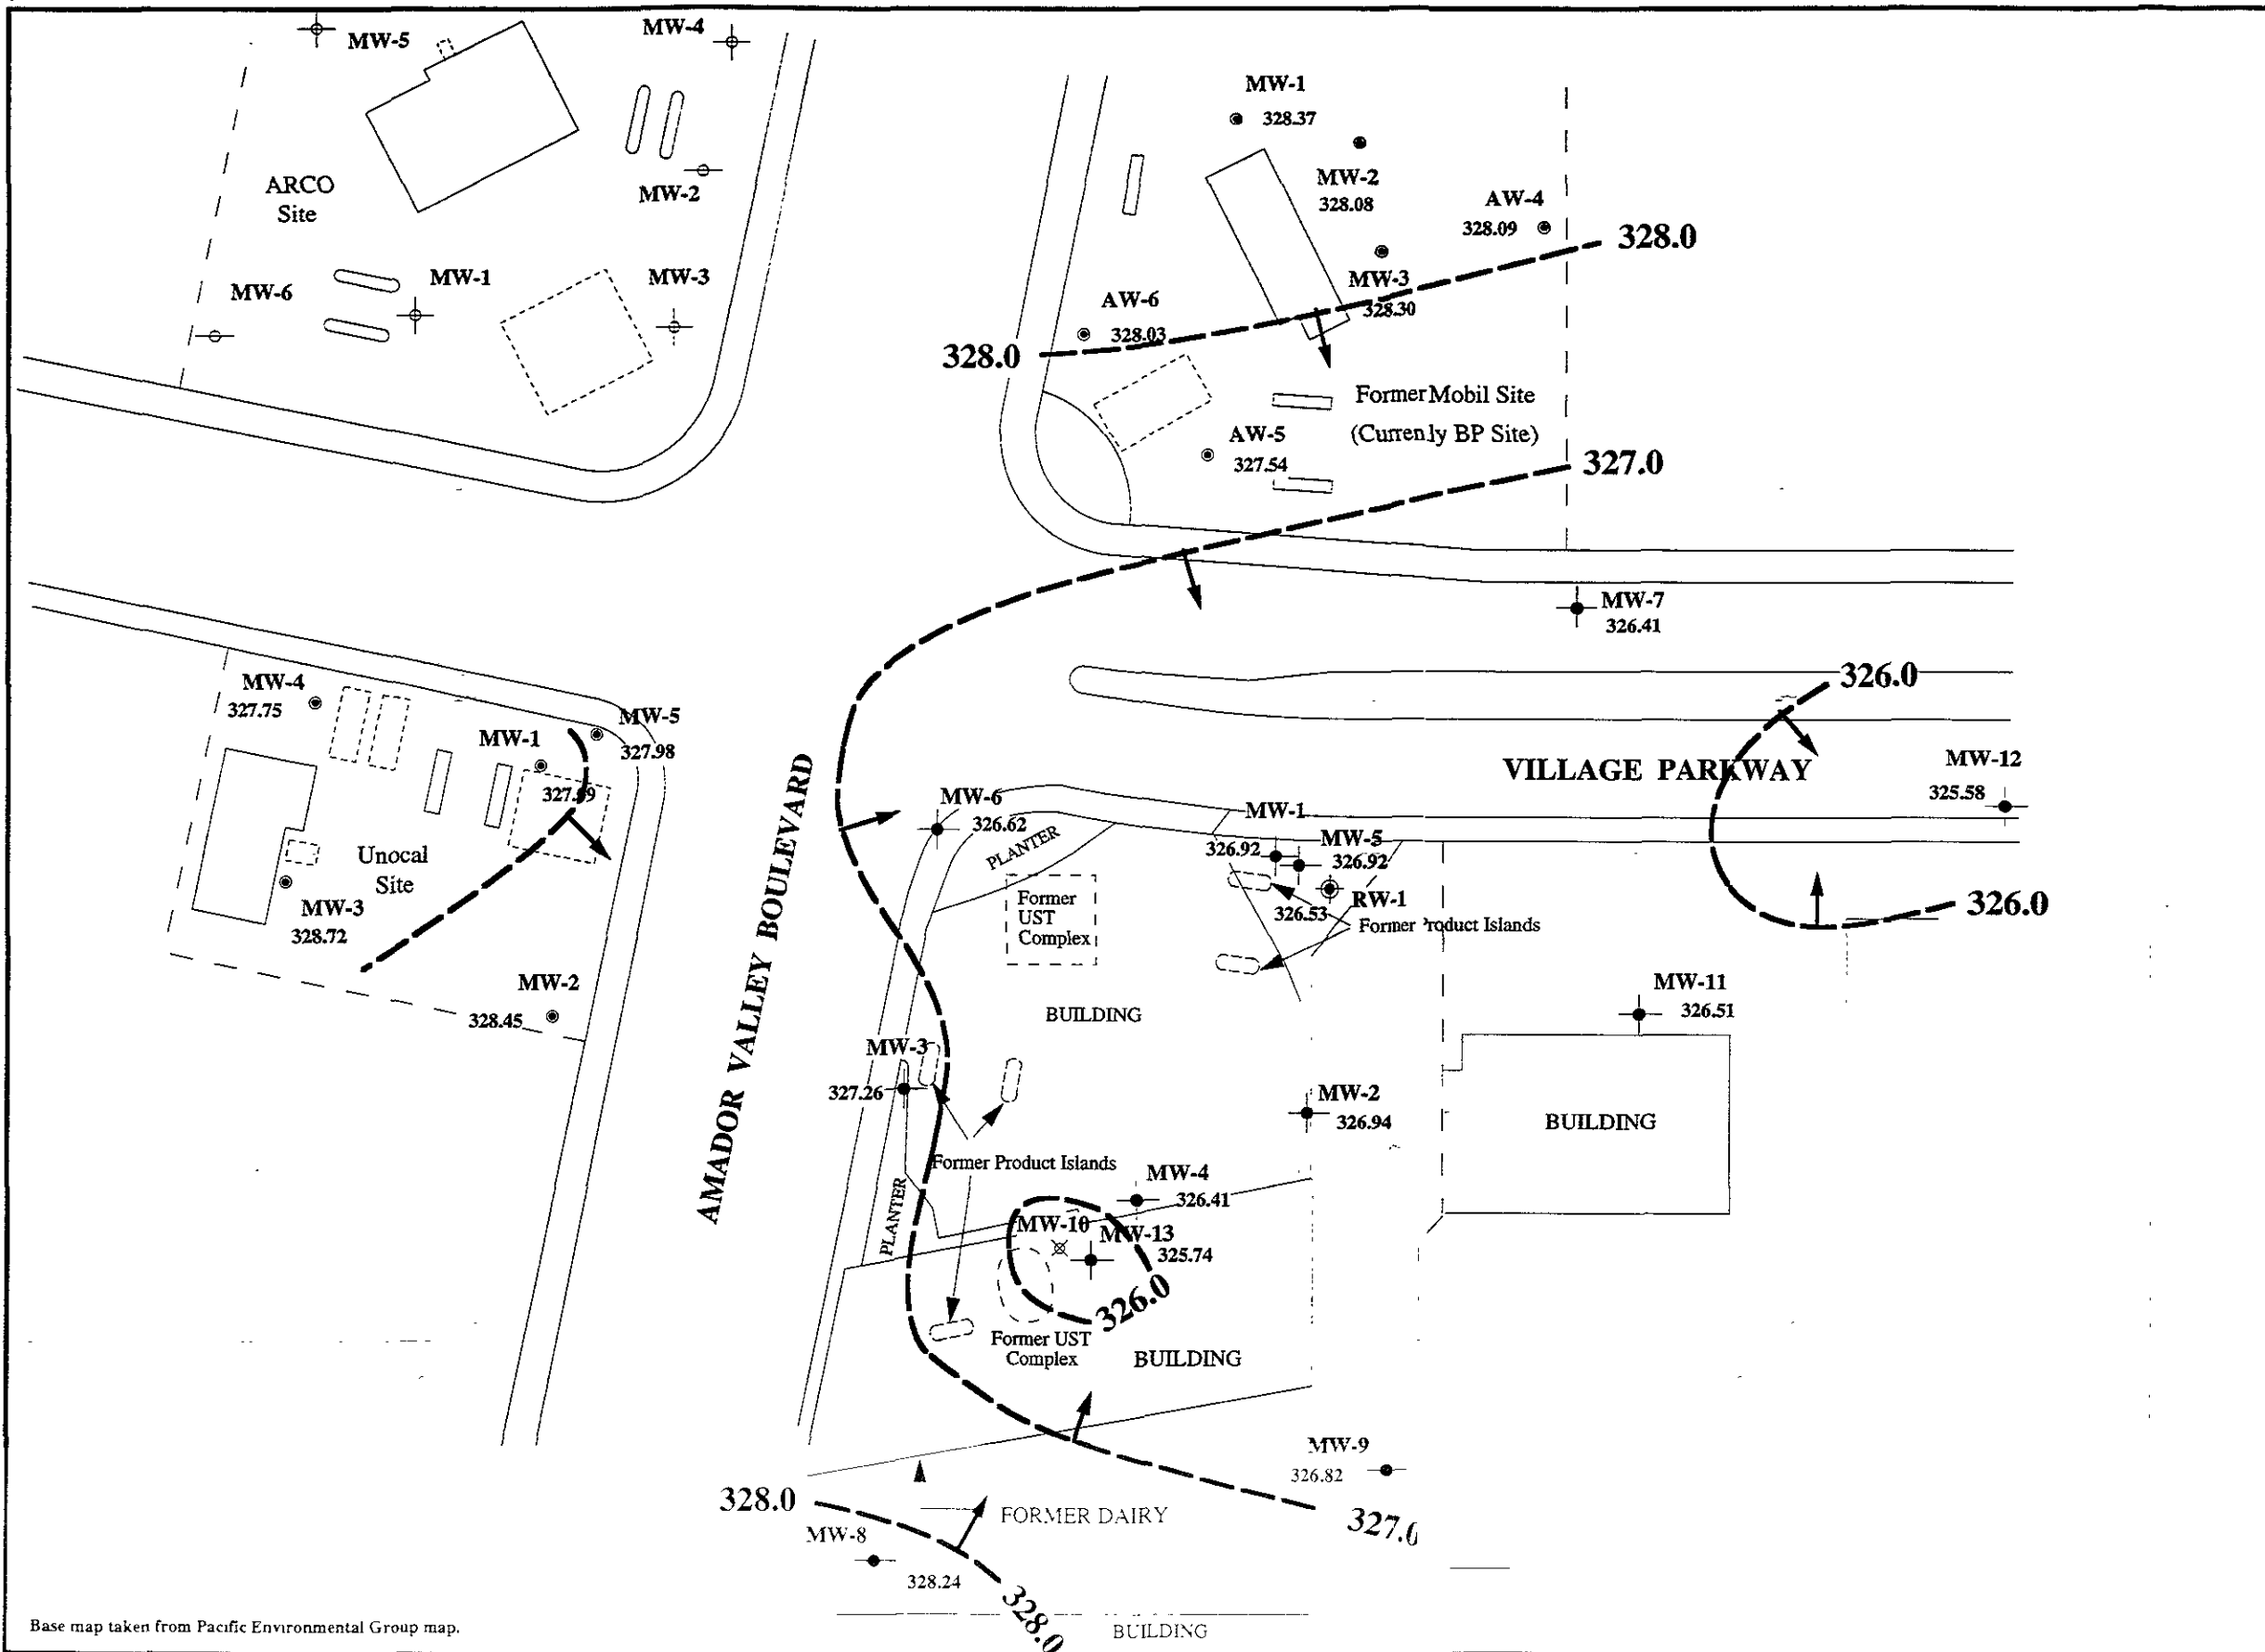 MW-5
MW-4
MW-2
ARCO
Site
MW-6
MW-1
MW-3
MW-1
328.37
MW-2
328.08
AW-4
328.09
328.0
MW-3
328.30
AW-6
328.03
328.0
Former Mobil Site
(Currenly BP Site)
AW-5
327.54
327.0
MW-7
326.41
326.0
MW-4
327.75
MW-5
327.98
MW-1
Unocal
Site
MW-3
328.72
MW-2
328.45
AMADOR VALLEY BOULEVARD
VILLAGE PARKWAY
MW-12
325.58
MW-6
326.62
PLANTER
MW-1
326.92
MW-5
326.92
RW-1
326.53
Former
UST
Complex
Former Product Islands
326.0
BUILDING
MW-11
326.51
MW-3
327.26
MW-2
326.94
BUILDING
Former Product Islands
PLANTER
MW-4
326.41
MW-10
MW-13
325.74
326.0
Former UST
Complex
BUILDING
MW-9
326.82
327.0
328.0
FORMER DAIRY
MW-8
328.24
328.0
BUILDING
Base map taken from Pacific Environmental Group map.